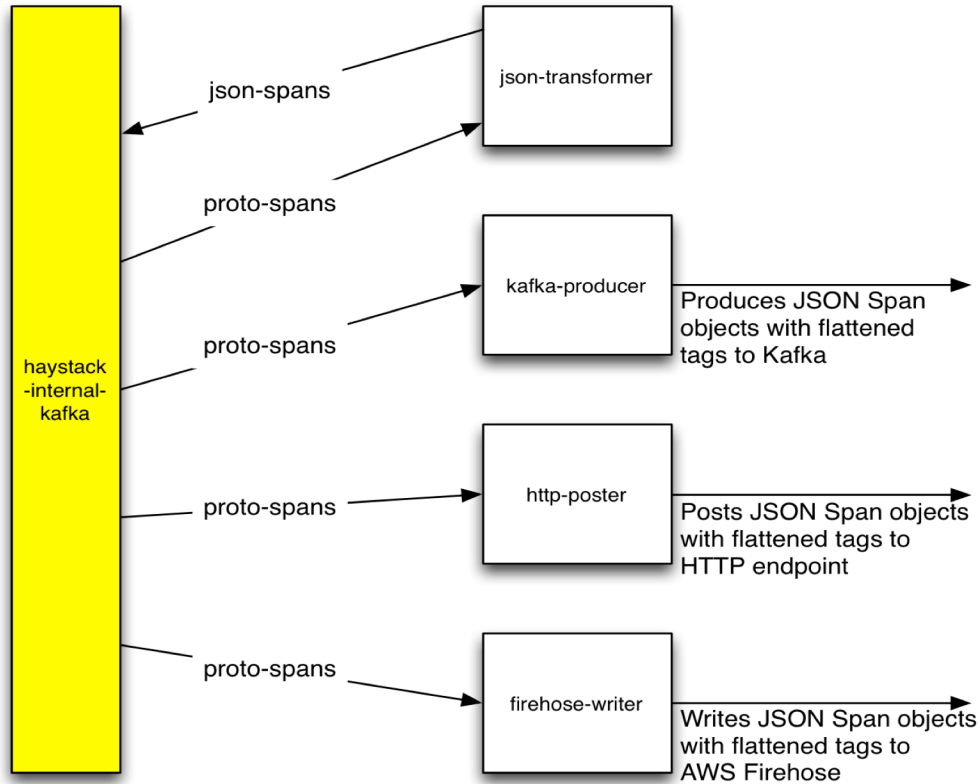 json-transformer
json-spans
proto-spans
kafka-producer
Produces JSON Span
objects with flattened
tags to Kafka
proto-spans
haystack
-internal-
kafka
http-poster
proto-spans
Posts JSON Span objects
with flattened tags to
HTTP endpoint
proto-spans
firehose-writer
Writes JSON Span objects
with flattened tags to
AWS Firehose